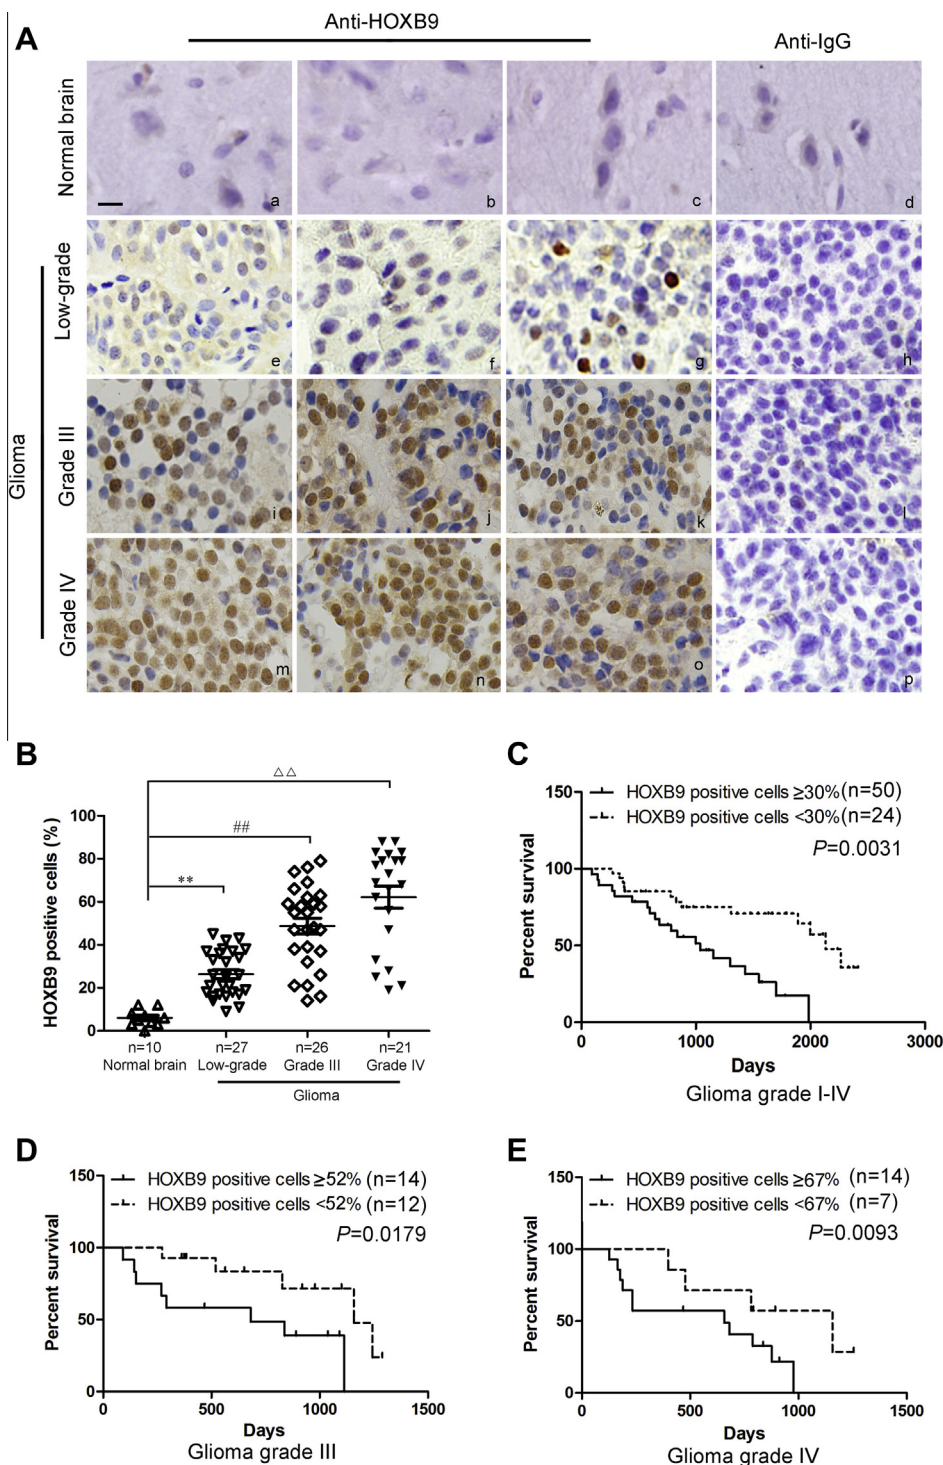 A
Anti-HOXB9
Anti-IgG
Normal brain
a
b
c
d
Glioma
Low-grade
e
f
g
h
Grade III
i
j
k
l
Grade IV
m
n
o
p
B
HOXB9 positive cells (%)
100
80
60
40
20
0
△△
##
**
n=10 n=27 n=26 n=21
Normal brain Low-grade Grade III Grade IV
Glioma
C
HOXB9 positive cells ≥30% (n=50)
HOXB9 positive cells <30% (n=24)
P=0.0031
Percent survival
150
100
50
0
0 1000 2000 3000
Days
Glioma grade I-IV
D
HOXB9 positive cells ≥52% (n=14)
HOXB9 positive cells <52% (n=12)
P=0.0179
Percent survival
150
100
50
0
0 500 1000 1500
Days
Glioma grade III
E
HOXB9 positive cells ≥67% (n=14)
HOXB9 positive cells <67% (n=7)
P=0.0093
Percent survival
150
100
50
0
0 500 1000 1500
Days
Glioma grade IV